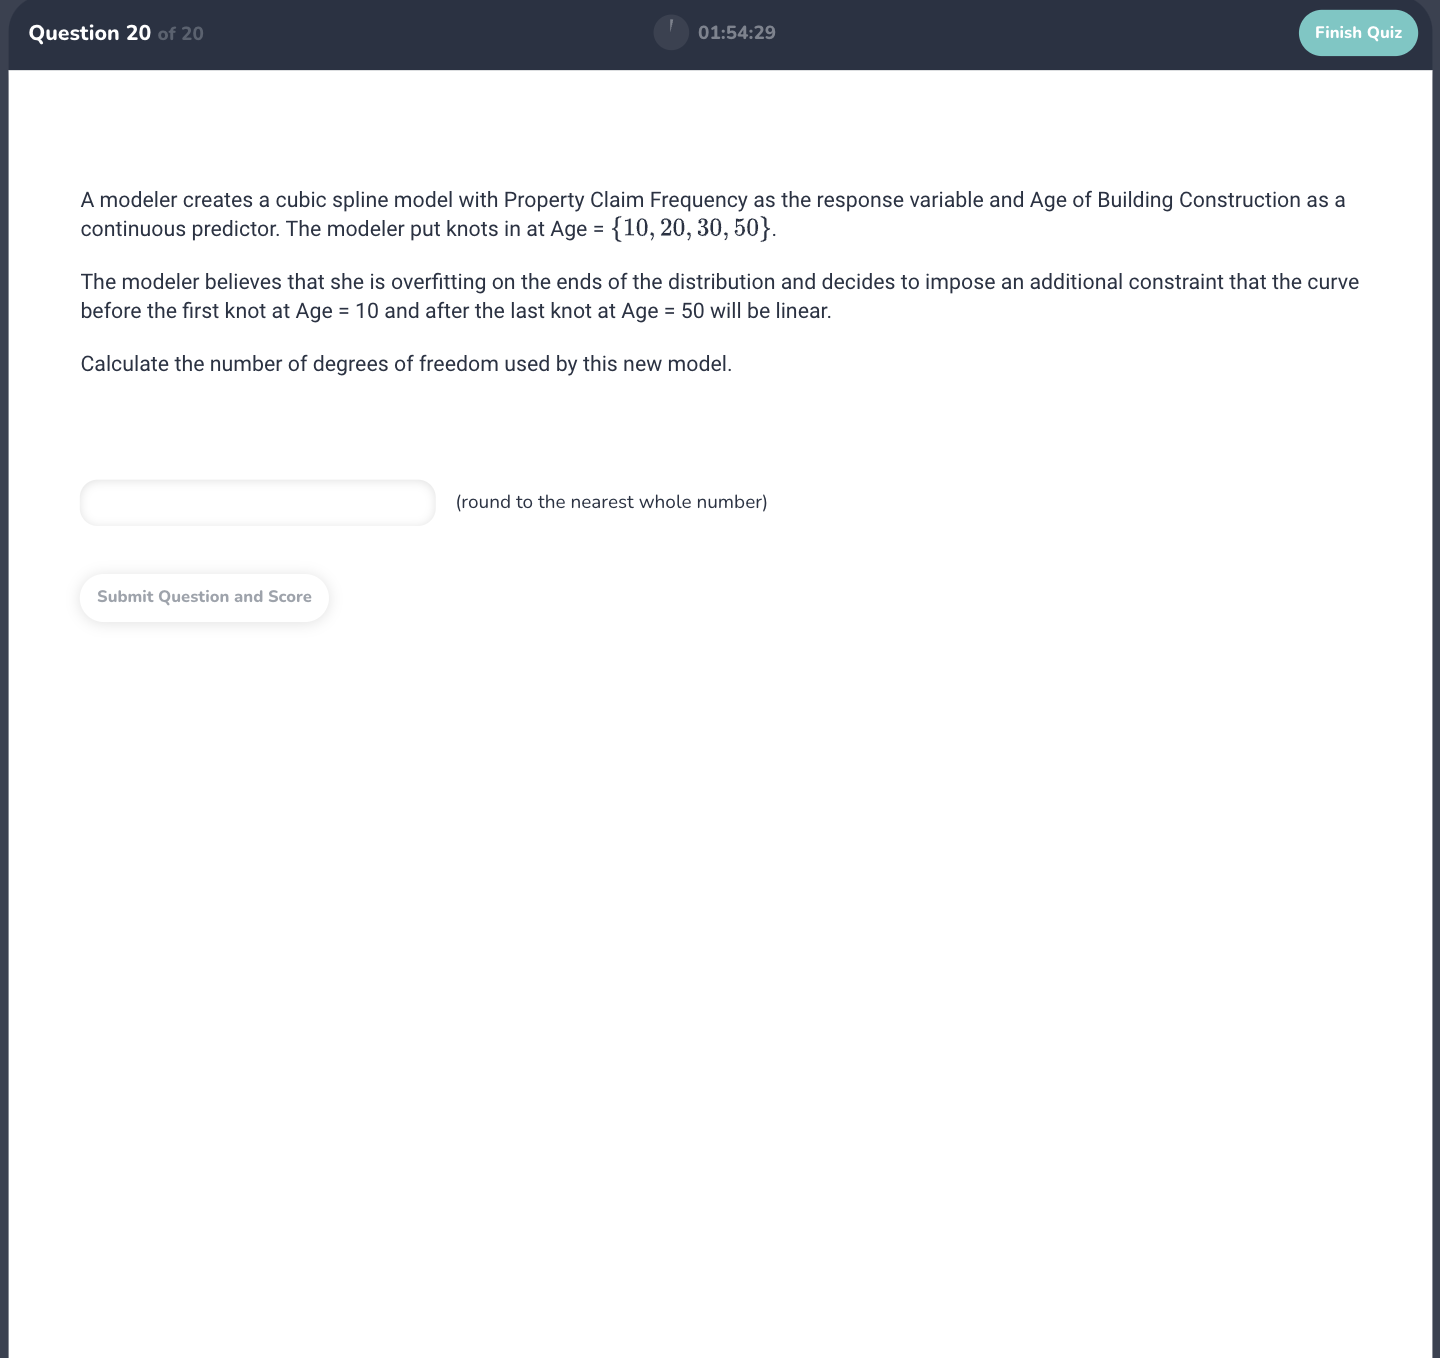 Question 20 of 20
01:54:29
Finish Quiz
A modeler creates a cubic spline model with Property Claim Frequency as the response variable and Age of Building Construction as a
continuous predictor. The modeler put knots in at Age = {10, 20, 30, 50}.
The modeler believes that she is overfitting on the ends of the distribution and decides to impose an additional constraint that the curve
before the first knot at Age = 10 and after the last knot at Age = 50 will be linear.
Calculate the number of degrees of freedom used by this new model.
(round to the nearest whole number)
Submit Question and Score